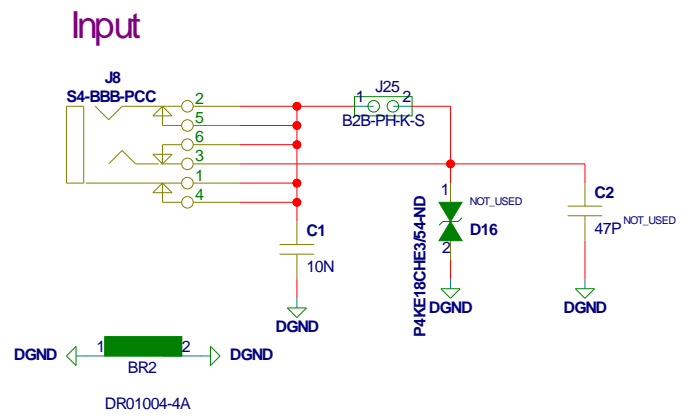 Input
J8
S4-BBB-PCC
2
5
6
3
1
4
J25
1 2
B2B-PH-K-S
C1
10N
DGND
1
NOT_USED
D16
2
P4KE18CHE3/54-ND
DGND
C2
47P NOT_USED
DGND
DGND 1 2 DGND
BR2
DR01004-4A